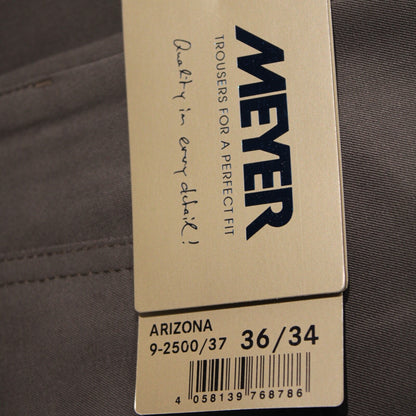 MEYER
TROUSERS FOR A PERFECT FIT
Quality in every detail!
ARIZONA
9-2500/37 36/34
4 058139 768786